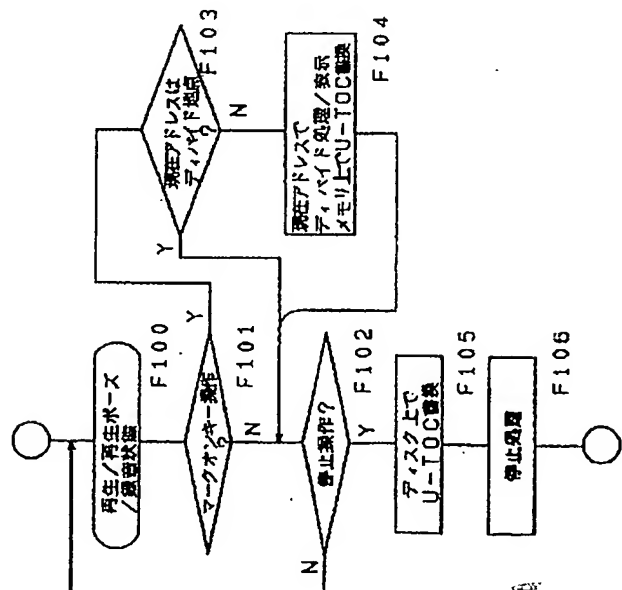 再生/再生ポーズ
/録音状態
F100
マークオンキー操作
?
F101
Y
N
現在アドレスは
ディバイド地点
?
F103
Y
N
現在アドレスで
ディバイド処理/表示
メモリ上でU-TOC書換
F104
停止操作?
F102
N
Y
ディスク上で
U-TOC書換
F105
停止処理
F106